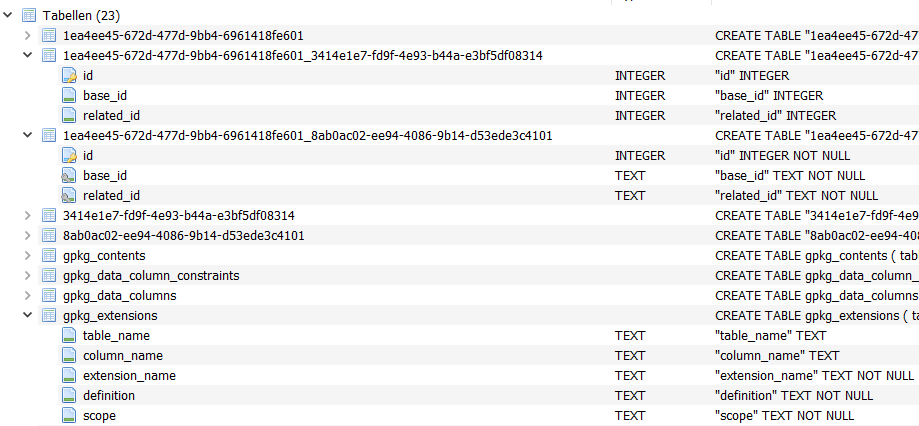 Tabellen (23)
1ea4ee45-672d-477d-9bb4-6961418fe601 CREATE TABLE "1ea4ee45-672d-477d-
1ea4ee45-672d-477d-9bb4-6961418fe601_3414e1e7-fd9f-4e93-b44a-e3bf5df08314 CREATE TABLE "1ea4ee45-672d-477d-
id INTEGER "id" INTEGER
base_id INTEGER "base_id" INTEGER
related_id INTEGER "related_id" INTEGER
1ea4ee45-672d-477d-9bb4-6961418fe601_8ab0ac02-ee94-4086-9b14-d53ede3c4101 CREATE TABLE "1ea4ee45-672d-477d-
id INTEGER "id" INTEGER NOT NULL
base_id TEXT "base_id" TEXT NOT NULL
related_id TEXT "related_id" TEXT NOT NULL
3414e1e7-fd9f-4e93-b44a-e3bf5df08314 CREATE TABLE "3414e1e7-fd9f-4e9
8ab0ac02-ee94-4086-9b14-d53ede3c4101 CREATE TABLE "8ab0ac02-ee94-408
gpkg_contents CREATE TABLE gpkg_contents ( tab
gpkg_data_column_constraints CREATE TABLE gpkg_data_column_
gpkg_data_columns CREATE TABLE gpkg_data_columns
gpkg_extensions CREATE TABLE gpkg_extensions ( ta
table_name TEXT "table_name" TEXT
column_name TEXT "column_name" TEXT
extension_name TEXT "extension_name" TEXT NOT NULL
definition TEXT "definition" TEXT NOT NULL
scope TEXT "scope" TEXT NOT NULL